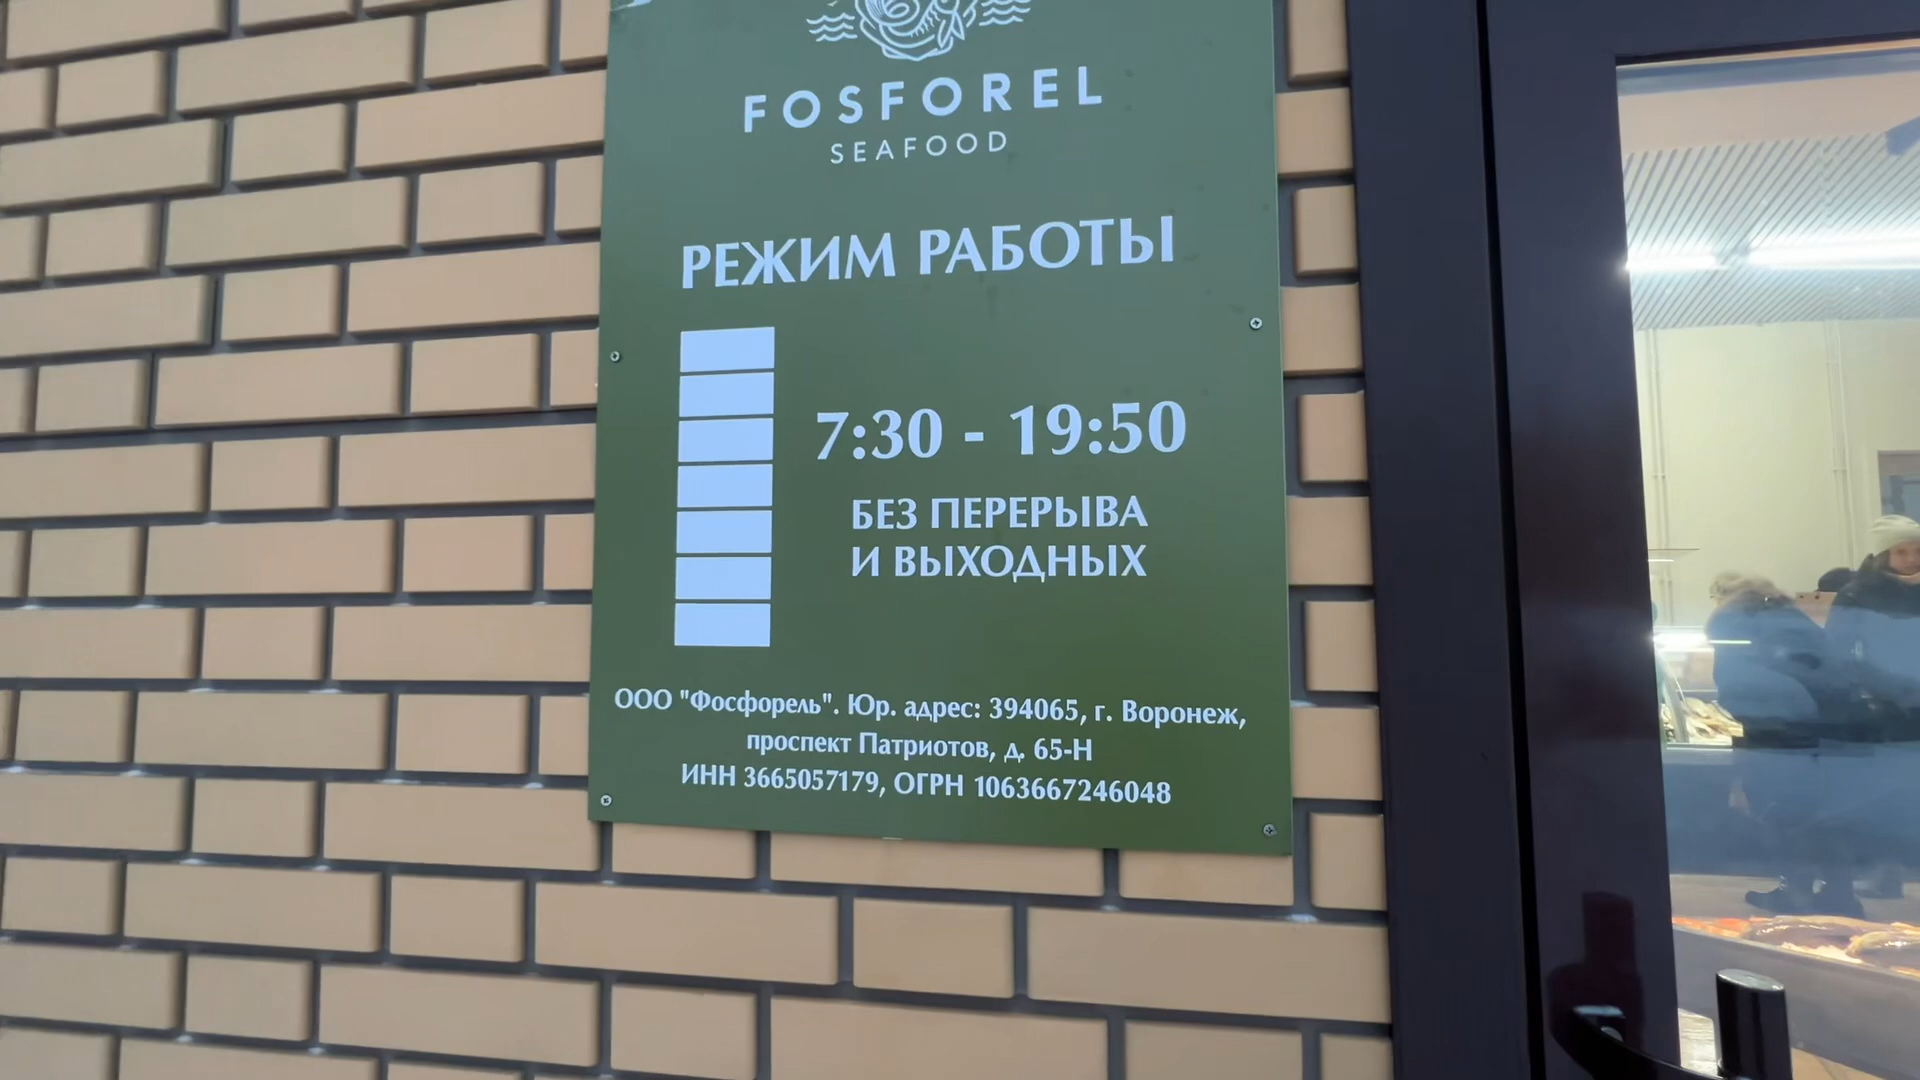 FOSFOREL
SEAFOOD
РЕЖИМ РАБОТЫ
7:30 - 19:50
БЕЗ ПЕРЕРЫВА
И ВЫХОДНЫХ
ООО "Фосфорель". Юр. адрес: 394065, г. Воронеж,
проспект Патриотов, д. 65-Н
ИНН 3665057179, ОГРН 1063667246048